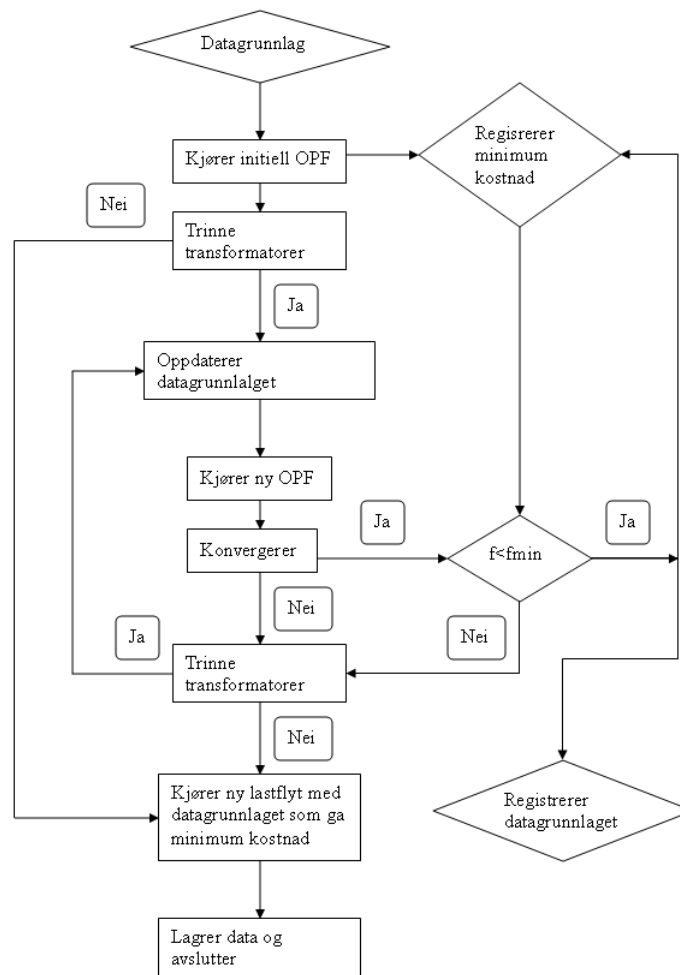 Datagrunnlag
Kjører initiell OPF
Regisrerer
minimum
kostnad
Nei
Trinne
transformatorer
Ja
Oppdaterer
datagrunnlalget
Kjører ny OPF
Ja
Ja
Konvergerer
f<fmin
Nei
Nei
Ja
Trinne
transformatorer
Nei
Kjører ny lastflyt med
datagrunnlaget som ga
minimum kostnad
Registrerer
datagrunnlaget
Lagrer data og
avslutter